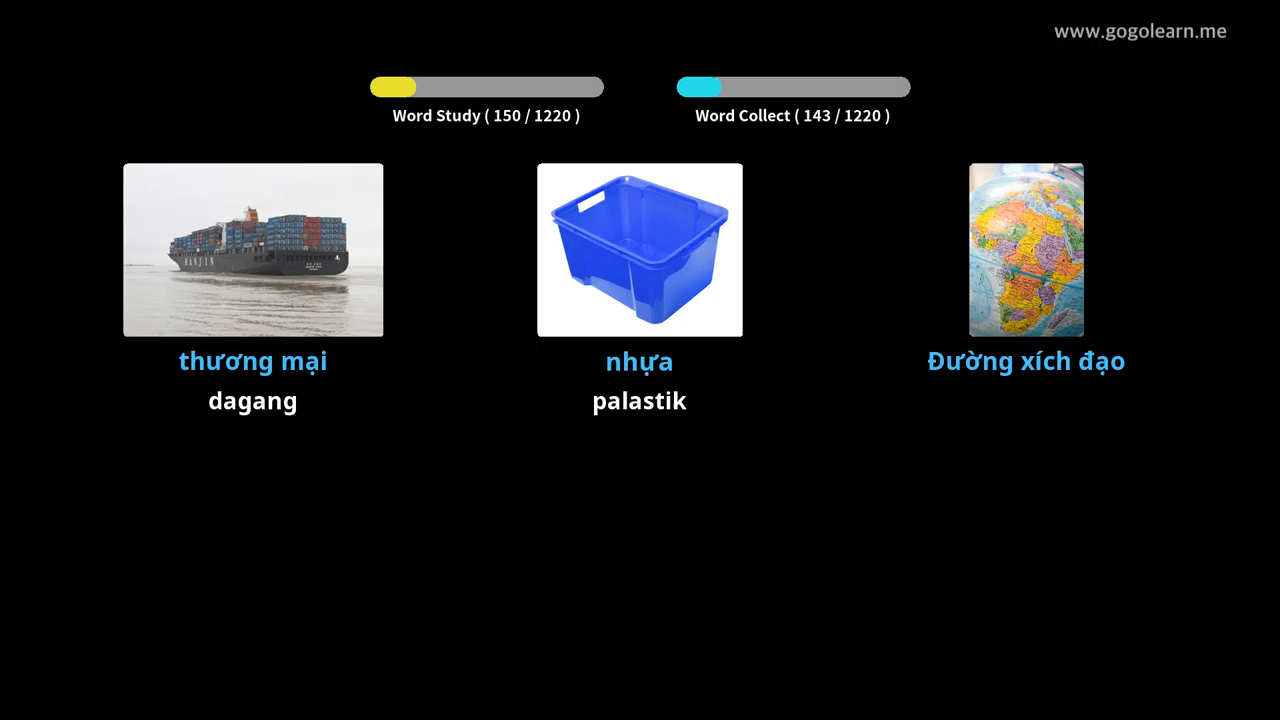 www.gogolearn.me
Word Study ( 150 / 1220 )
Word Collect ( 143 / 1220 )
HANJIN
thương mại
nhựa
Đường xích đạo
dagang
palastik